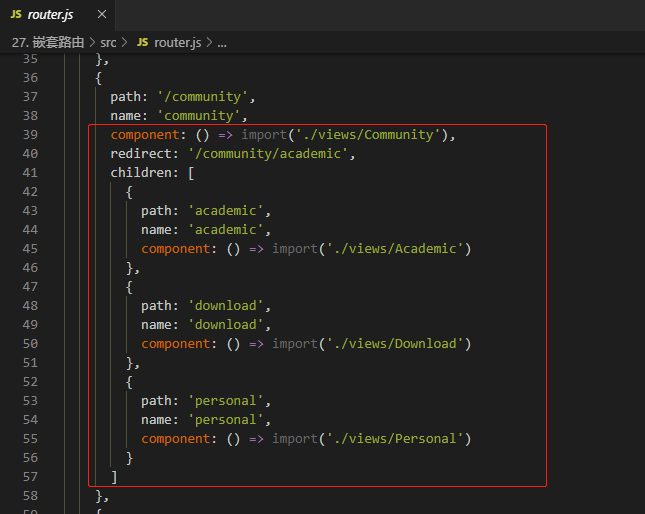 JS router.js ×
27. 嵌套路由 > src > JS router.js > ...
35 },
36 {
37 path: '/community',
38 name: 'community',
39 component: () => import('./views/Community'),
40 redirect: '/community/academic',
41 children: [
42 {
43 path: 'academic',
44 name: 'academic',
45 component: () => import('./views/Academic')
46 },
47 {
48 path: 'download',
49 name: 'download',
50 component: () => import('./views/Download')
51 },
52 {
53 path: 'personal',
54 name: 'personal',
55 component: () => import('./views/Personal')
56 }
57 ]
58 },
59 {